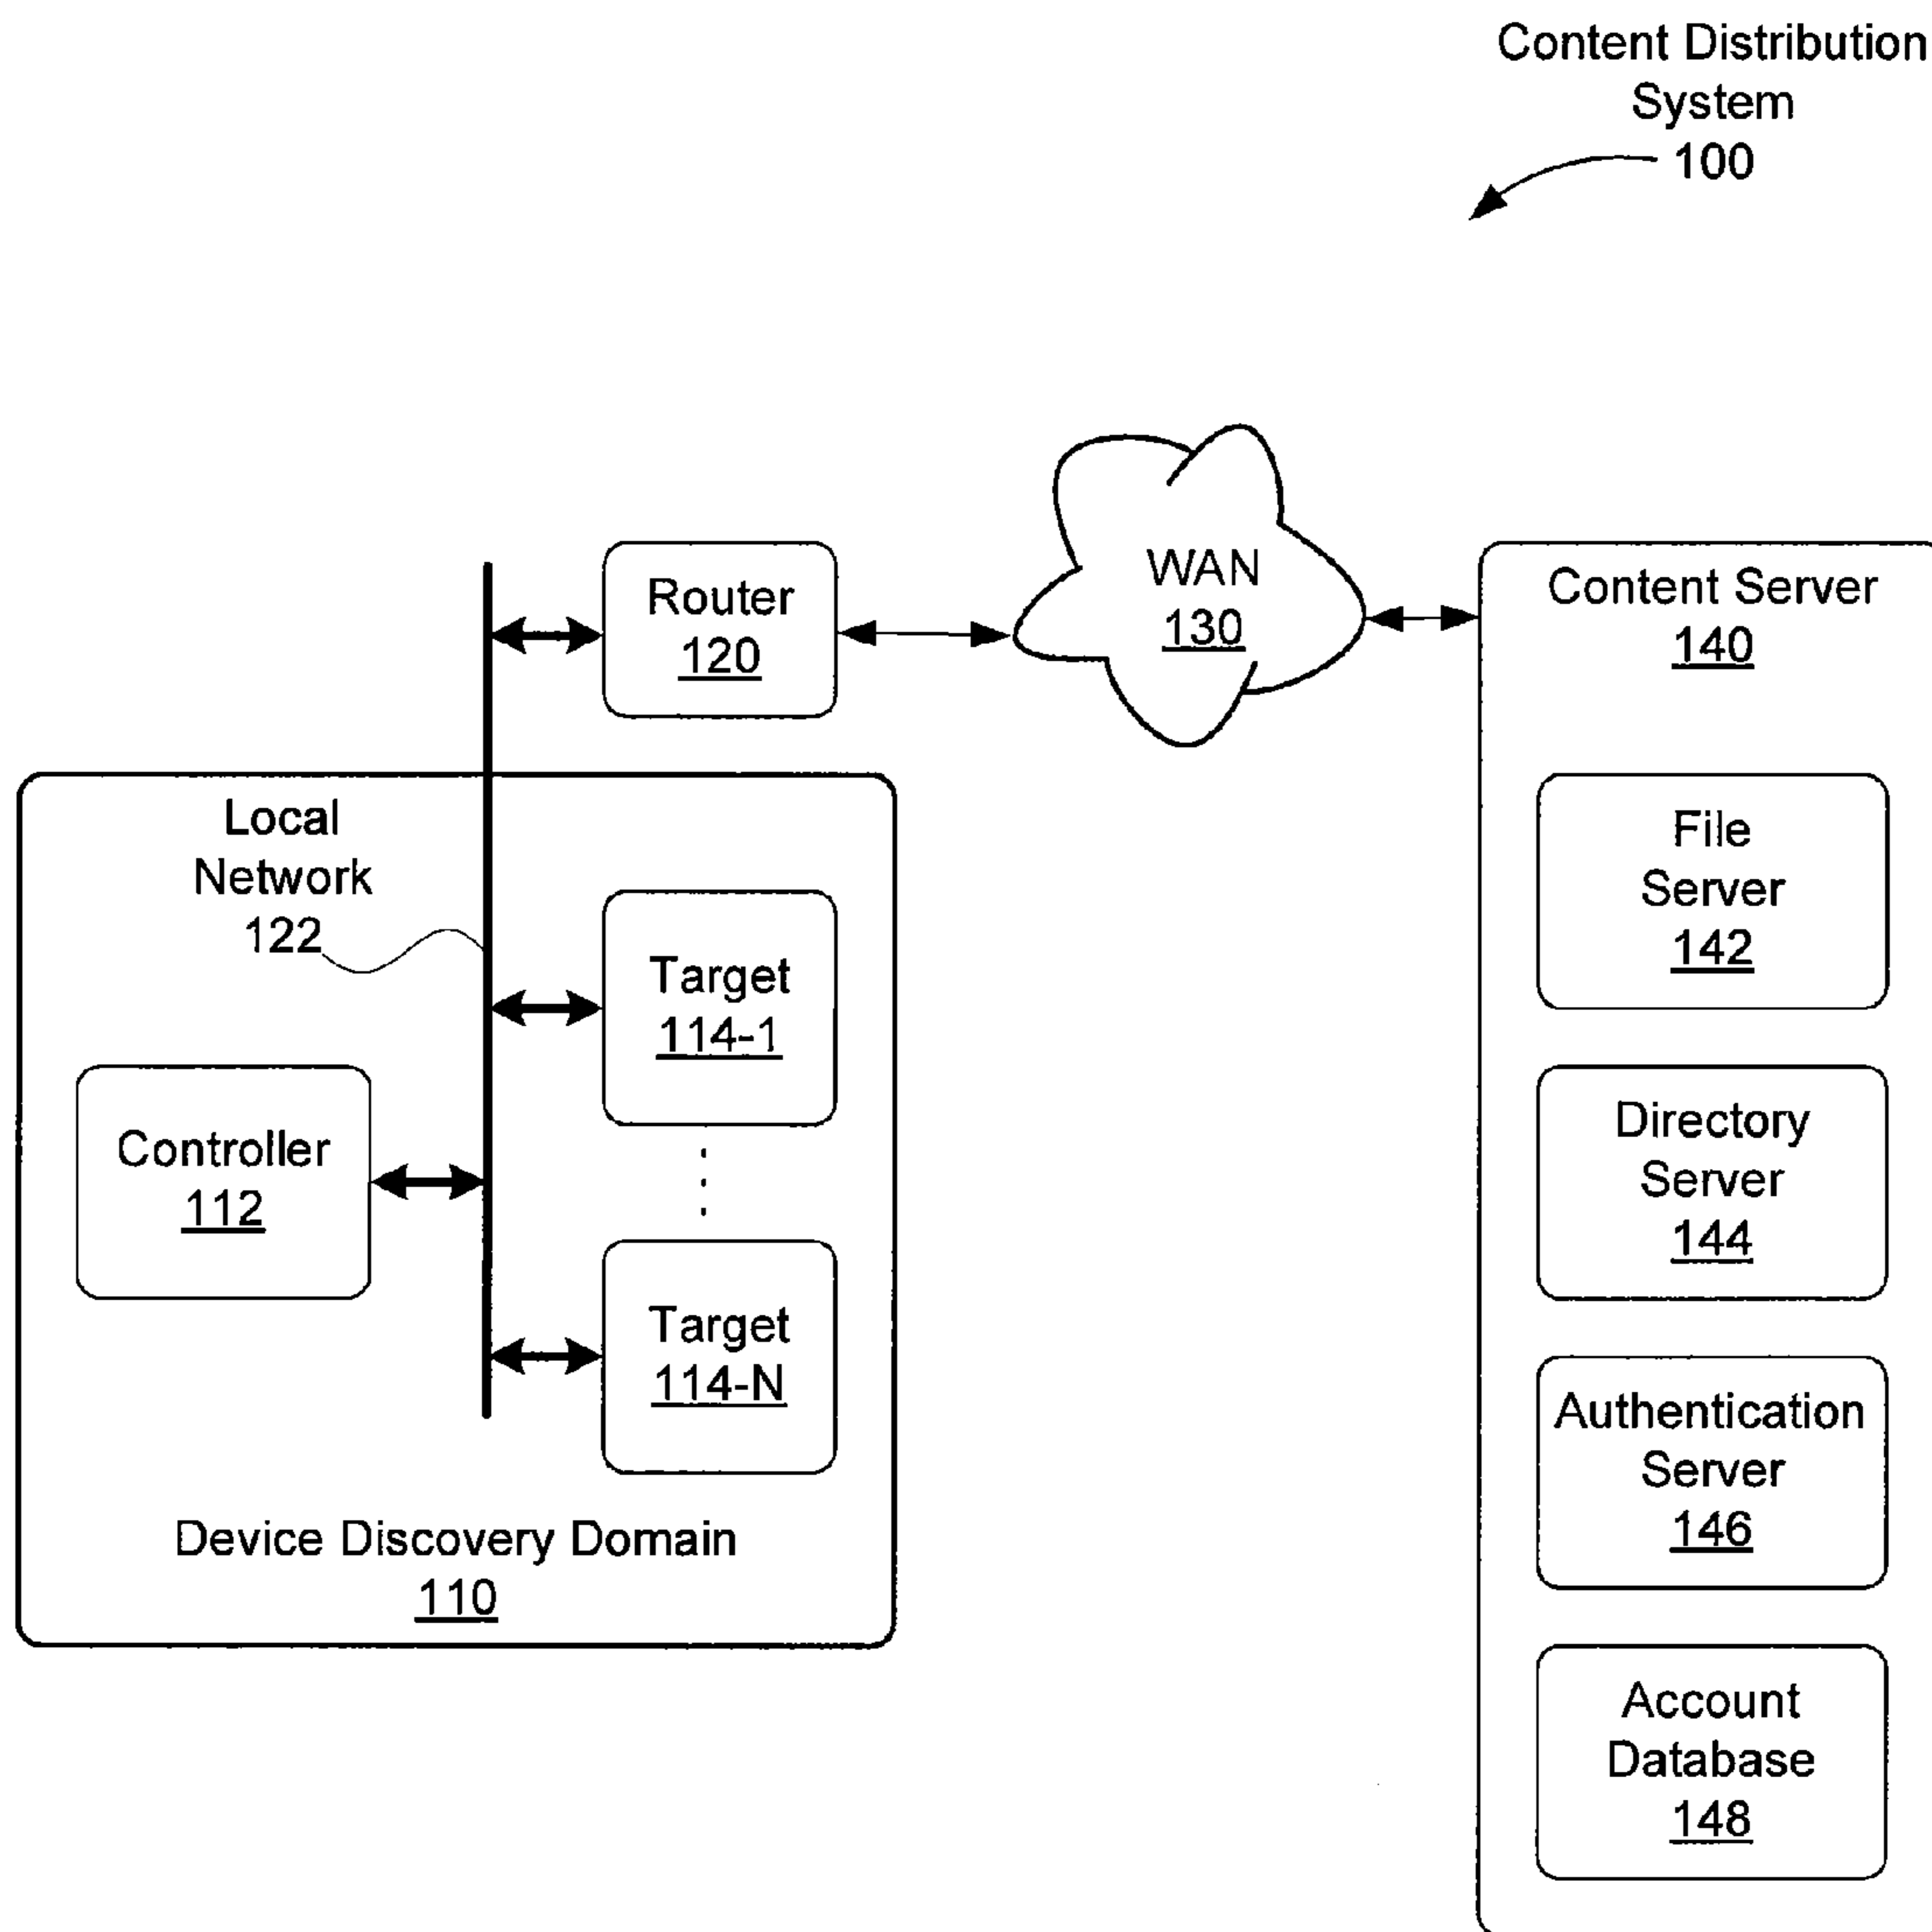 Content Distribution
System
100
Router
120
WAN
130
Content Server
140
Local
Network
122
Target
114-1
Controller
112
Target
114-N
Device Discovery Domain
110
File
Server
142
Directory
Server
144
Authentication
Server
146
Account
Database
148